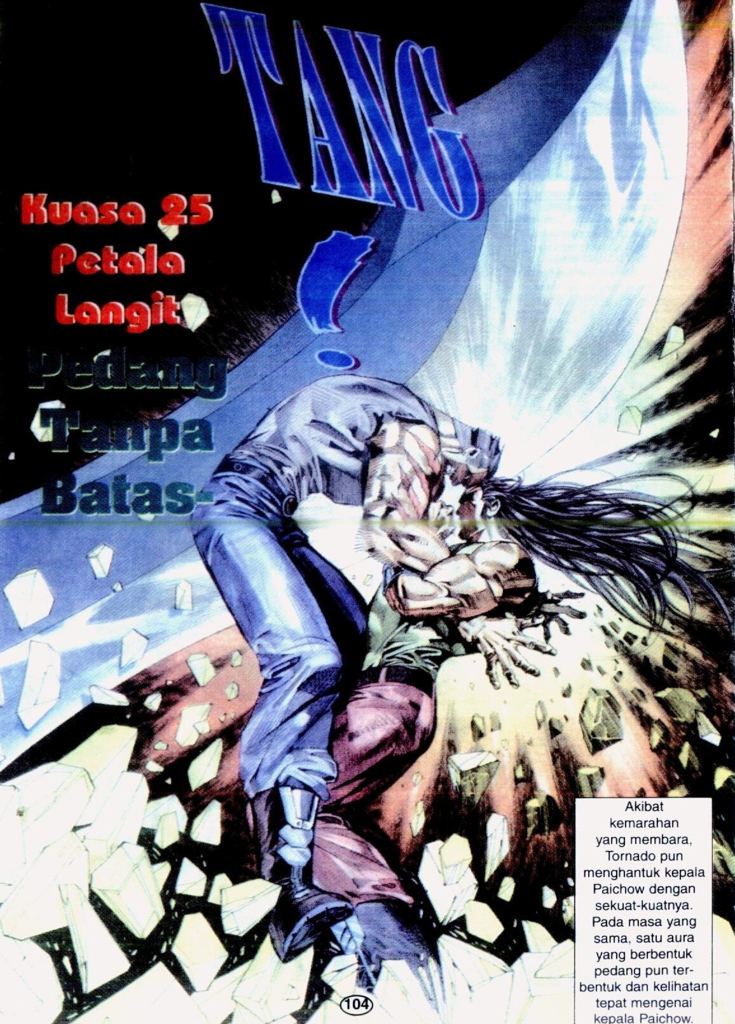 TANG!
Kuasa 25
Petala
Langit
Pedang
Tanpa
Batas-
Akibat
kemarahan
yang membara,
Tornado pun
menghantuk kepala
Paichow dengan
sekuat-kuatnya.
Pada masa yang
sama, satu aura
yang berbentuk
pedang pun ter-
bentuk dan kelihatan
tepat mengenai
kepala Paichow.
104